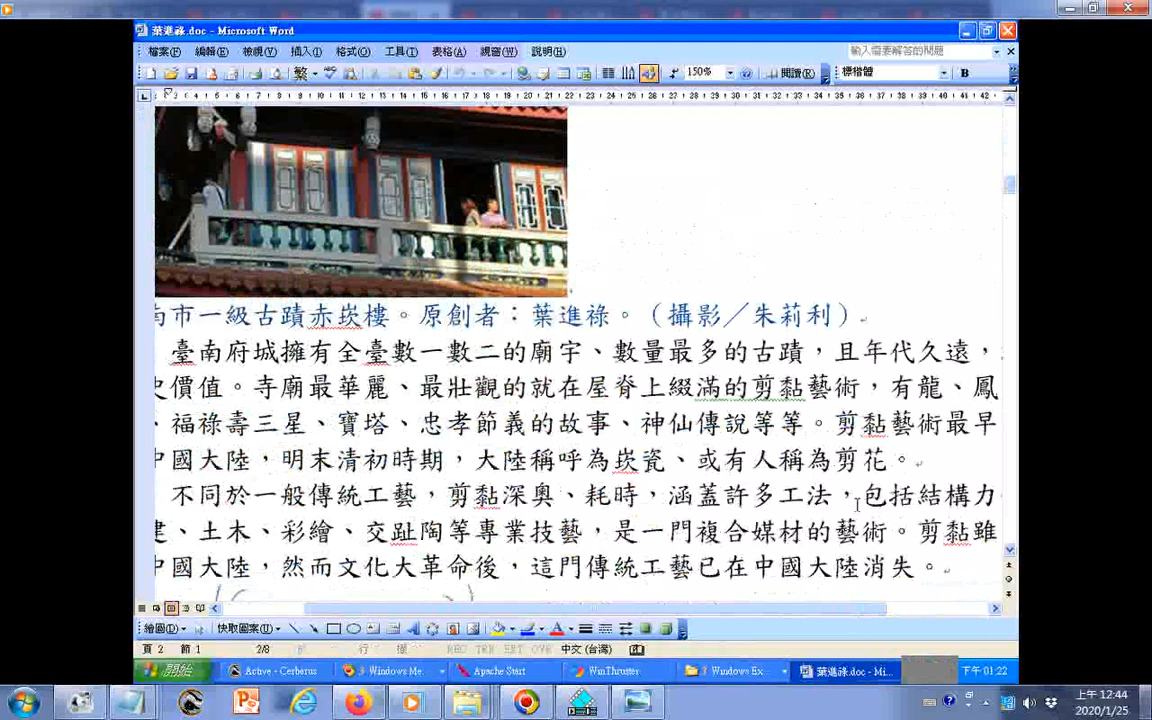 葉進祿.doc - Microsoft Word
檔案(F) 編輯(E) 檢視(V) 插入(I) 格式(O) 工具(T) 表格(A) 視窗(W) 說明(H) 輸入需要解答的問題
繁 150% 閱讀(R) 標楷體 B
南市一級古蹟赤崁樓。原創者：葉進祿。（攝影／朱莉利）
臺南府城擁有全臺數一數二的廟宇、數量最多的古蹟，且年代久遠，
史價值。寺廟最華麗、最壯觀的就在屋脊上綴滿的剪黏藝術，有龍、鳳
、福祿壽三星、寶塔、忠孝節義的故事、神仙傳說等等。剪黏藝術最早
中國大陸，明末清初時期，大陸稱呼為崁瓷、或有人稱為剪花。
不同於一般傳統工藝，剪黏深奧、耗時，涵蓋許多工法，包括結構力
建、土木、彩繪、交趾陶等專業技藝，是一門複合媒材的藝術。剪黏雖
中國大陸，然而文化大革命後，這門傳統工藝已在中國大陸消失。
繪圖(D) 快取圖案(U)
頁 2 節 1 2/8 行 欄 REC TRK EXT OVR 中文 (台灣)
開始 Active - Cerberus 3 Windows Me... Apache Start WinThruster 3 Windows Ex... 葉進祿.doc - Mi... 下午 01:22
上午 12:44
2020/1/25